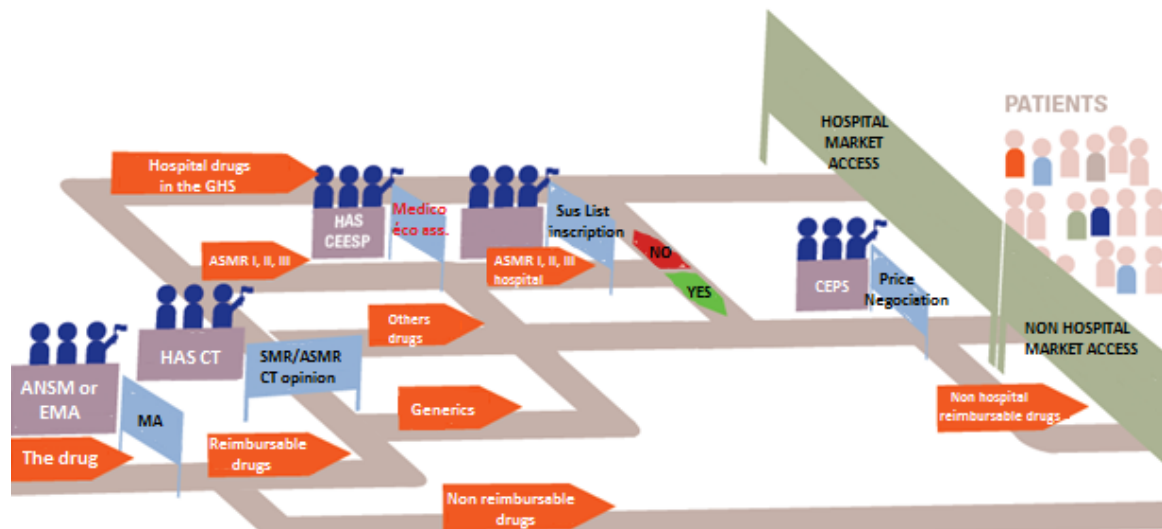 PATIENTS
HOSPITAL
MARKET
ACCESS
Hospital drugs
in the GHS
HAS
CEESP
Medico
éco ass.
Sus List
inscription
ASMR I, II, III
ASMR I, II, III
hospital
NO
YES
CEPS
Price
Negociation
NON HOSPITAL
MARKET ACCESS
Others
drugs
HAS CT
SMR/ASMR
CT opinion
ANSM or
EMA
MA
Generics
Non hospital
reimbursable drugs
The drug
Reimbursable
drugs
Non reimbursable
drugs